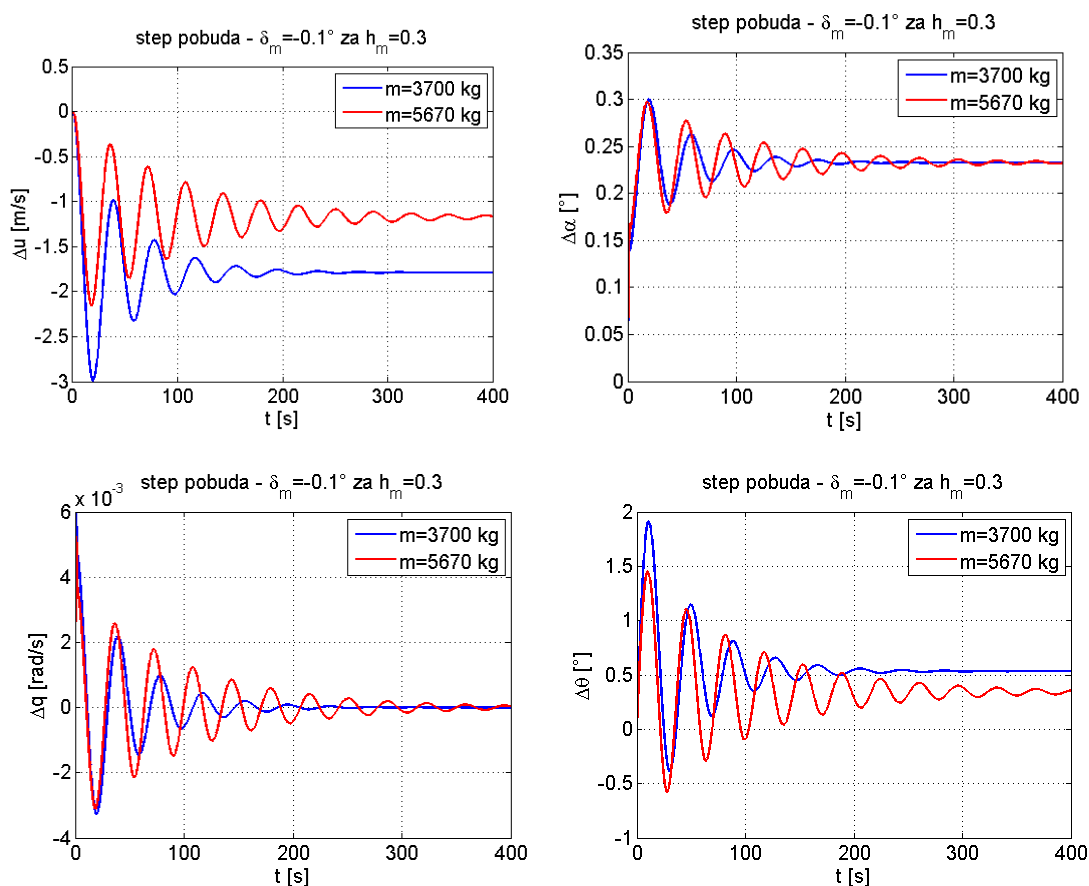 step pobuda - δm=-0.1° za hm=0.3
0.5
0
-0.5
-1
-1.5
-2
-2.5
-3
Δu [m/s]
m=3700 kg
m=5670 kg
0 100 200 300 400
t [s]
step pobuda - δm=-0.1° za hm=0.3
0.35
0.3
0.25
0.2
0.15
0.1
0.05
0
Δα [°]
m=3700 kg
m=5670 kg
0 100 200 300 400
t [s]
step pobuda - δm=-0.1° za hm=0.3
x 10-3
6
4
2
0
-2
-4
Δq [rad/s]
m=3700 kg
m=5670 kg
0 100 200 300 400
t [s]
step pobuda - δm=-0.1° za hm=0.3
2
1.5
1
0.5
0
-0.5
-1
Δθ [°]
m=3700 kg
m=5670 kg
0 100 200 300 400
t [s]